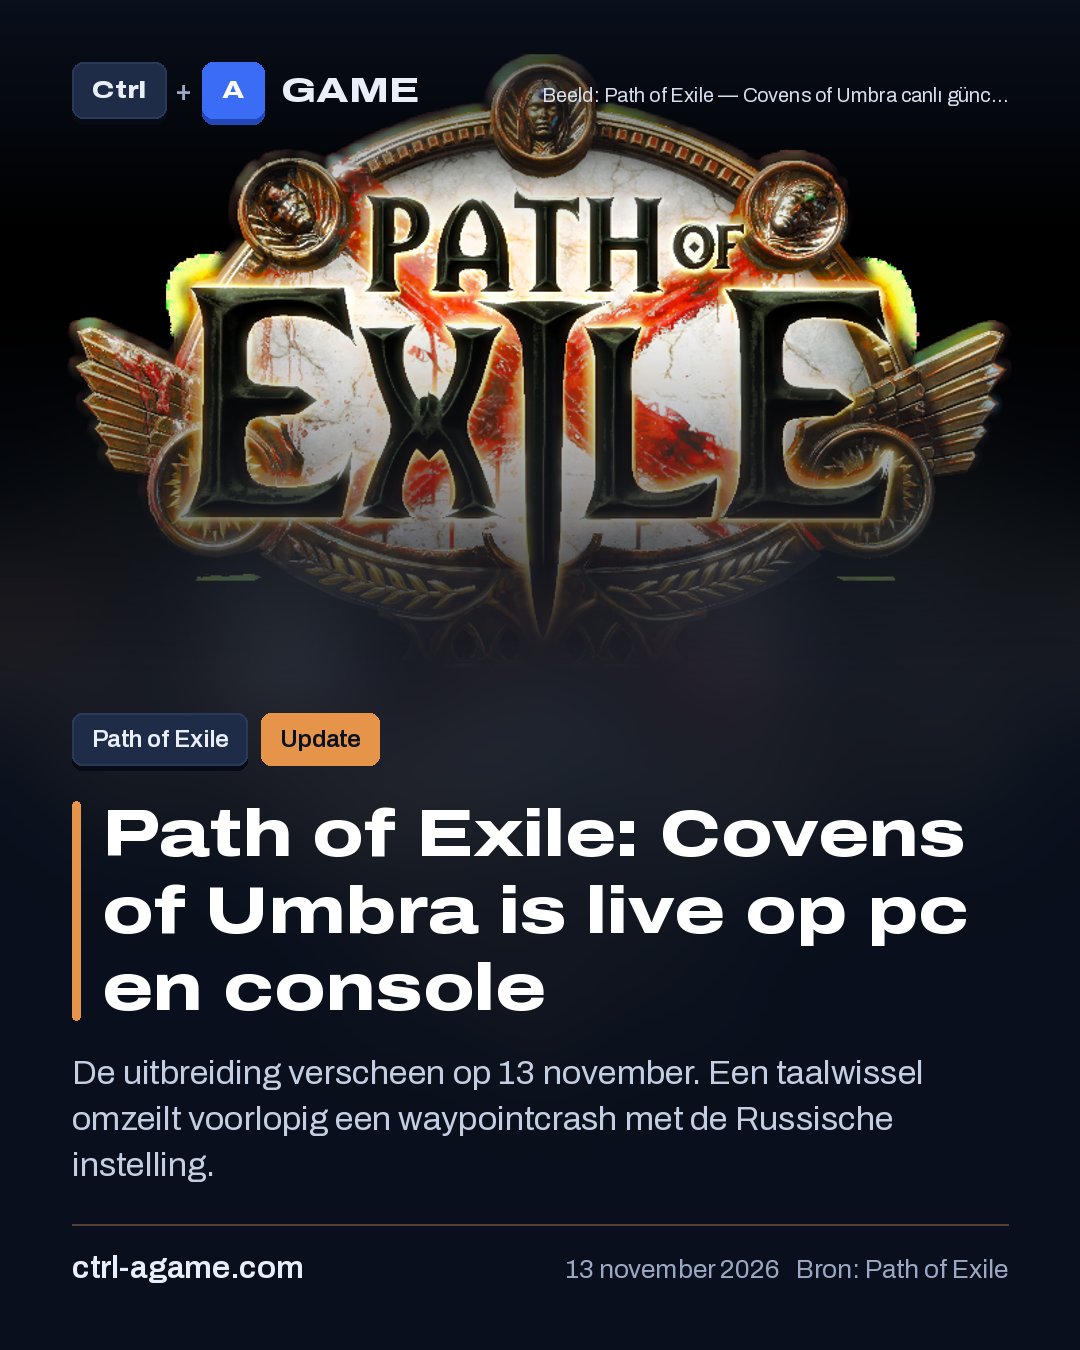 Ctrl + A GAME
Beeld: Path of Exile — Covens of Umbra canlı günc...
PATH OF
EXILE
Path of Exile
Update
Path of Exile: Covens
of Umbra is live op pc
en console
De uitbreiding verscheen op 13 november. Een taalwissel
omzeilt voorlopig een waypointcrash met de Russische
instelling.
ctrl-agame.com
13 november 2026 Bron: Path of Exile